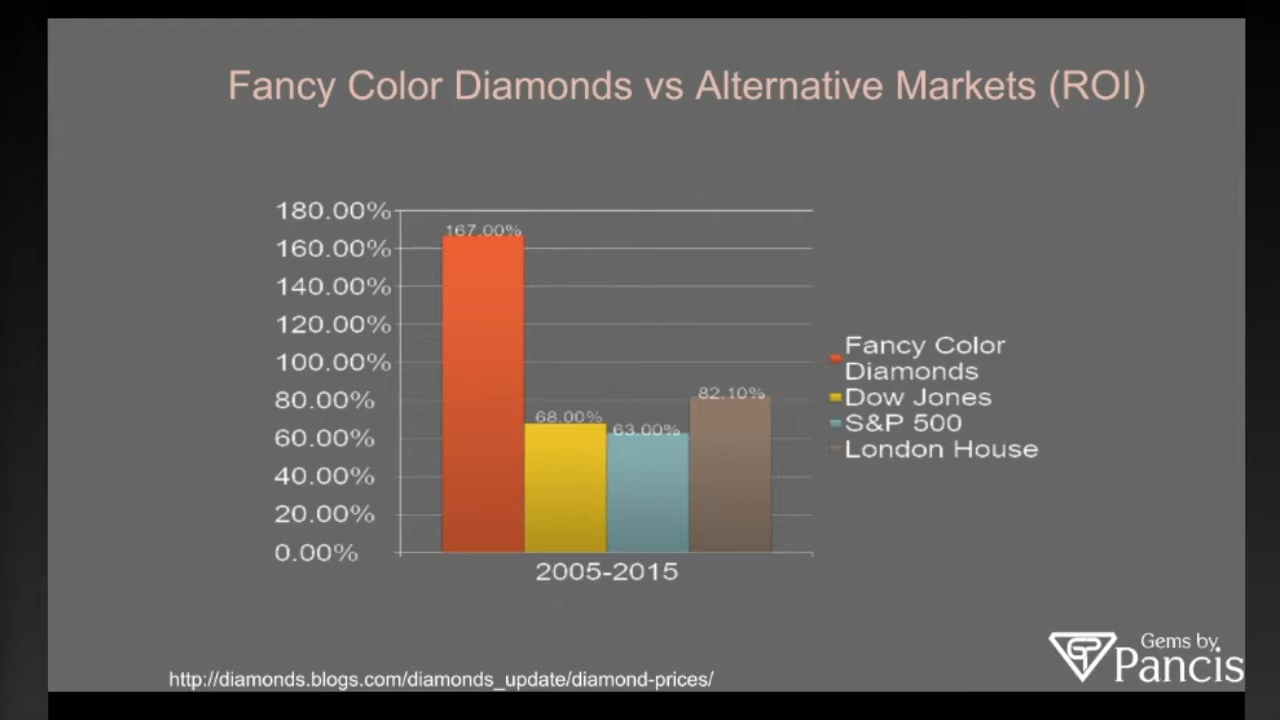 Fancy Color Diamonds vs Alternative Markets (ROI)
180.00%
160.00%
140.00%
120.00%
100.00%
80.00%
60.00%
40.00%
20.00%
0.00%
167.00%
68.00%
63.00%
82.10%
2005-2015
Fancy Color
Diamonds
Dow Jones
S&P 500
London House
http://diamonds.blogs.com/diamonds_update/diamond-prices/
GP
Gems by
Pancis